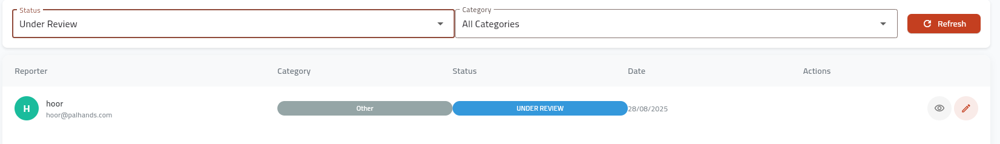 Status
Under Review
Category
All Categories
Refresh
Reporter
Category
Status
Date
Actions
H
hoor
hoor@palhands.com
Other
UNDER REVIEW
28/08/2025